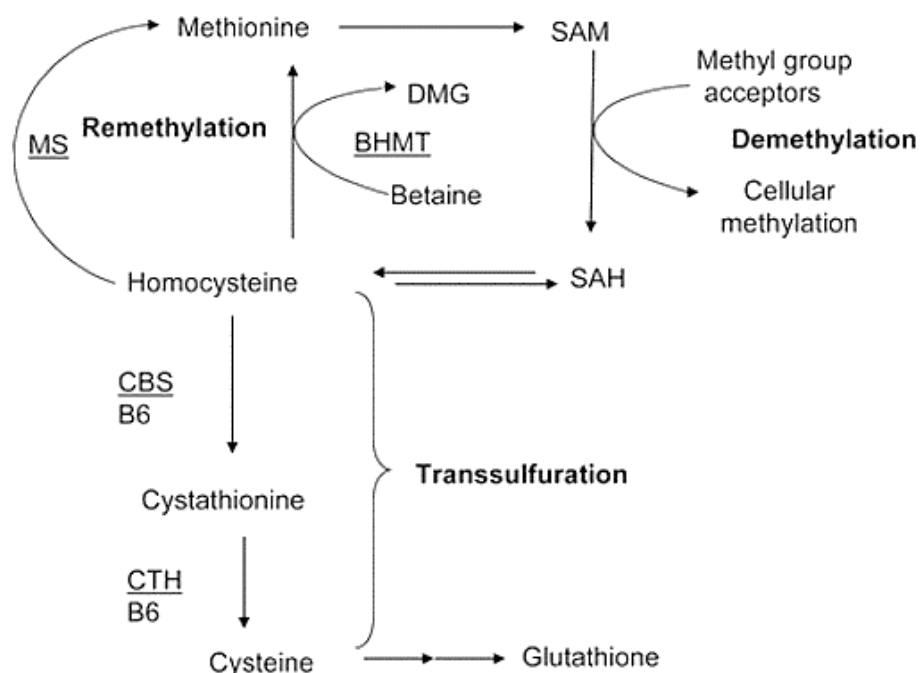 Methionine
SAM
Methyl group
acceptors
DMG
Remethylation
MS
BHMT
Demethylation
Betaine
Cellular
methylation
Homocysteine
SAH
CBS
B6
Transsulfuration
Cystathionine
CTH
B6
Cysteine
Glutathione